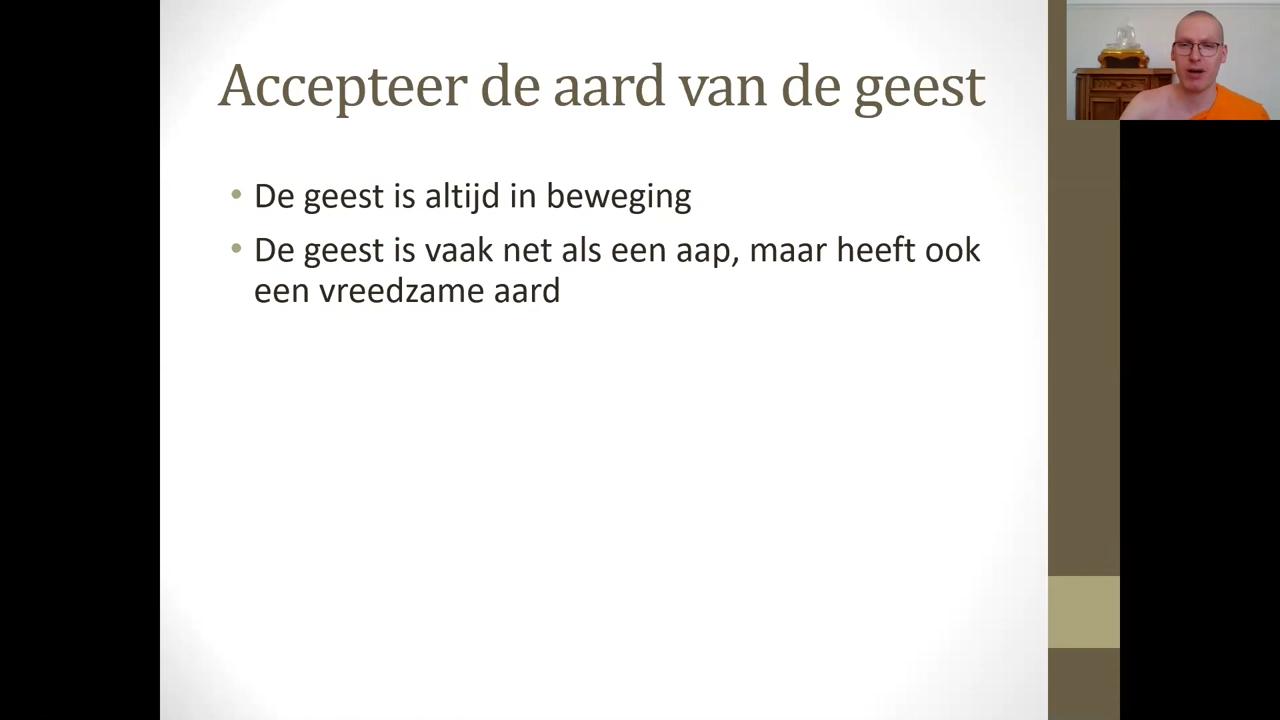 Accepteer de aard van de geest
• De geest is altijd in beweging
• De geest is vaak net als een aap, maar heeft ook
een vreedzame aard